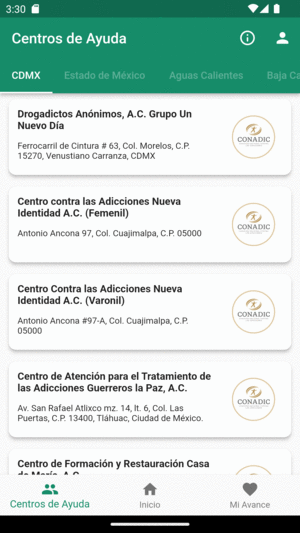 3:30
Centros de Ayuda
CDMX Estado de México Aguas Calientes Baja Ca
Drogadictos Anónimos, A.C. Grupo Un
Nuevo Día
Ferrocarril de Cintura # 63, Col. Morelos, C.P.
15270, Venustiano Carranza, CDMX
CONADIC
Centro contra las Adicciones Nueva
Identidad A.C. (Femenil)
Antonio Ancona 97, Col. Cuajimalpa, C.P. 05000
CONADIC
Centro Contra las Adicciones Nueva
Identidad A.C. (Varonil)
Antonio Ancona #97-A, Col. Cuajimalpa, C.P.
05000
CONADIC
Centro de Atención para el Tratamiento de
las Adicciones Guerreros la Paz, A.C.
Av. San Rafael Atlixco mz. 14, lt. 6, Col. Las
Puertas, C.P. 13400, Tláhuac, Ciudad de México.
CONADIC
Centro de Formación y Restauración Casa
de María, A.C.
Centros de Ayuda Inicio Mi Avance